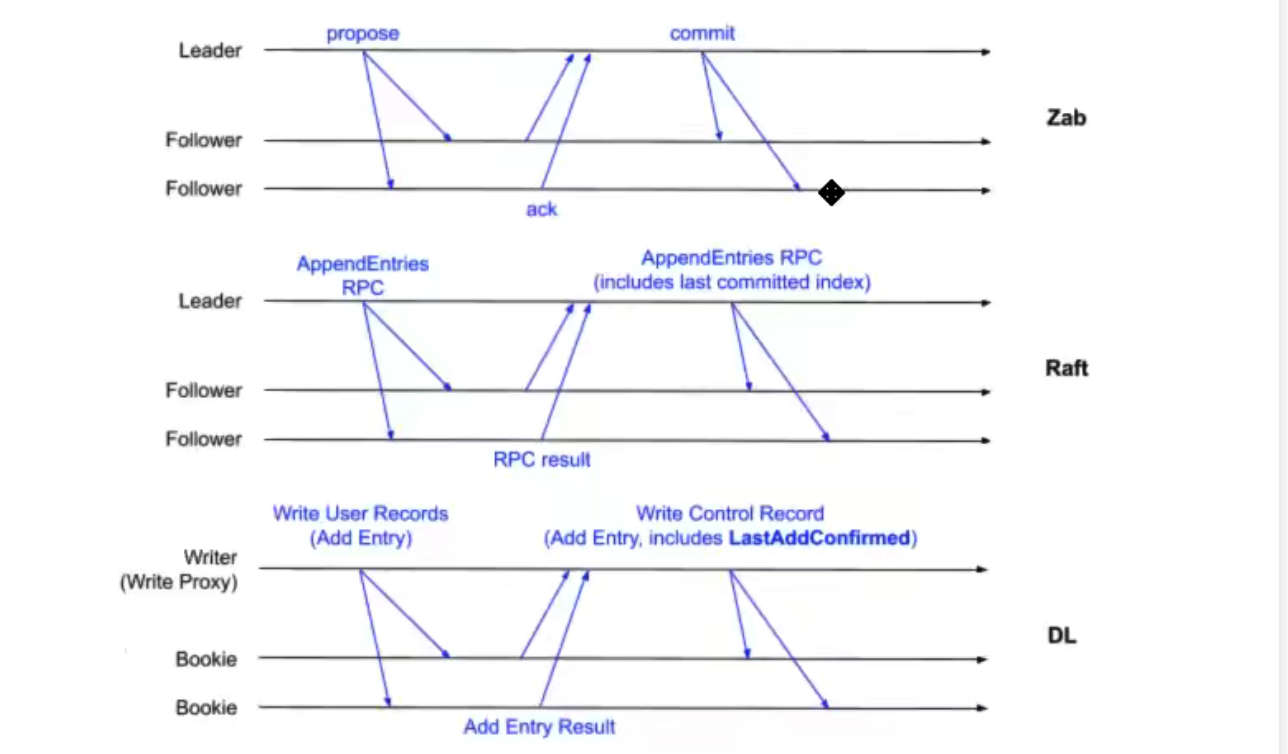 propose
commit
Leader
Follower
Follower
ack
Zab
AppendEntries
RPC
AppendEntries RPC
(includes last committed index)
Leader
Follower
Follower
RPC result
Raft
Write User Records
(Add Entry)
Write Control Record
(Add Entry, includes LastAddConfirmed)
Writer
(Write Proxy)
Bookie
Bookie
Add Entry Result
DL